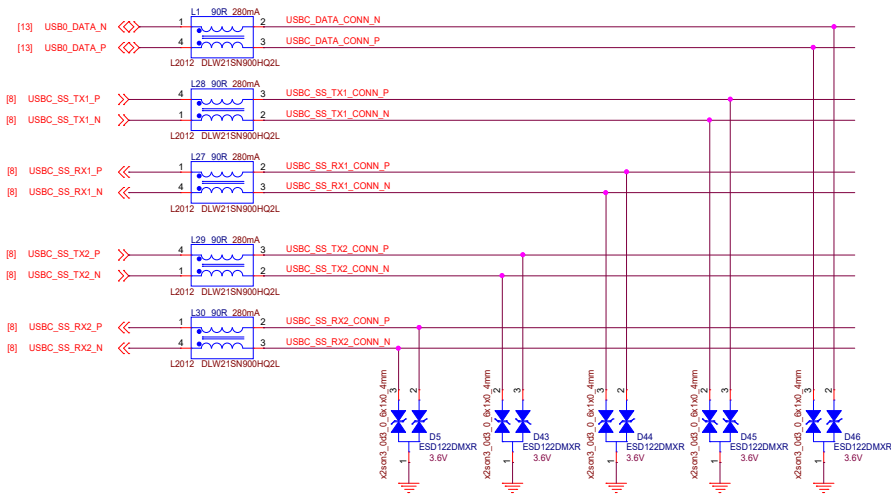 L1 90R 280mA
[13] USB0_DATA_N 1 2 USBC_DATA_CONN_N
[13] USB0_DATA_P 4 3 USBC_DATA_CONN_P
L2012 DLW21SN900HQ2L
L28 90R 280mA
[8] USBC_SS_TX1_P 4 3 USBC_SS_TX1_CONN_P
[8] USBC_SS_TX1_N 1 2 USBC_SS_TX1_CONN_N
L2012 DLW21SN900HQ2L
L27 90R 280mA
[8] USBC_SS_RX1_P 1 2 USBC_SS_RX1_CONN_P
[8] USBC_SS_RX1_N 4 3 USBC_SS_RX1_CONN_N
L2012 DLW21SN900HQ2L
L29 90R 280mA
[8] USBC_SS_TX2_P 4 3 USBC_SS_TX2_CONN_P
[8] USBC_SS_TX2_N 1 2 USBC_SS_TX2_CONN_N
L2012 DLW21SN900HQ2L
L30 90R 280mA
[8] USBC_SS_RX2_P 1 2 USBC_SS_RX2_CONN_P
[8] USBC_SS_RX2_N 4 3 USBC_SS_RX2_CONN_N
L2012 DLW21SN900HQ2L
x2son3_0d3_0_6x1x0_4mm
3 2
D5
ESD122DMXR
3.6V
1
x2son3_0d3_0_6x1x0_4mm
2 3
D43
ESD122DMXR
3.6V
1
x2son3_0d3_0_6x1x0_4mm
3 2
D44
ESD122DMXR
3.6V
1
x2son3_0d3_0_6x1x0_4mm
2 3
D45
ESD122DMXR
3.6V
1
x2son3_0d3_0_6x1x0_4mm
3 2
D46
ESD122DMXR
3.6V
1